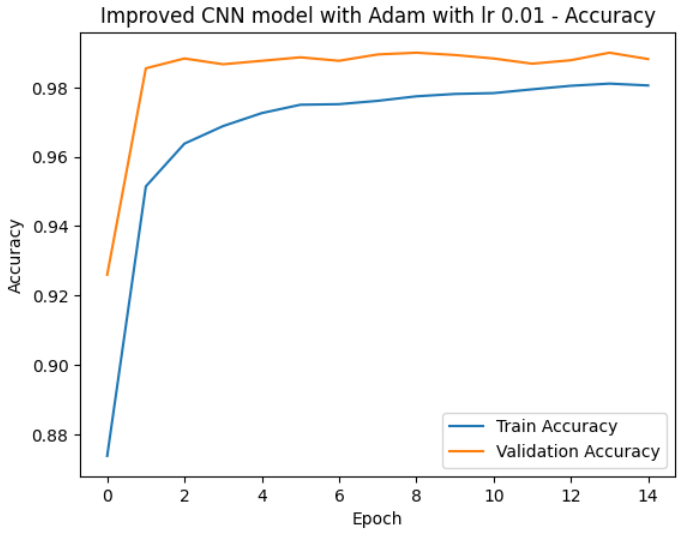 Improved CNN model with Adam with lr 0.01 - Accuracy
0.98
0.96
0.94
0.92
0.90
0.88
Accuracy
Train Accuracy
Validation Accuracy
0 2 4 6 8 10 12 14
Epoch